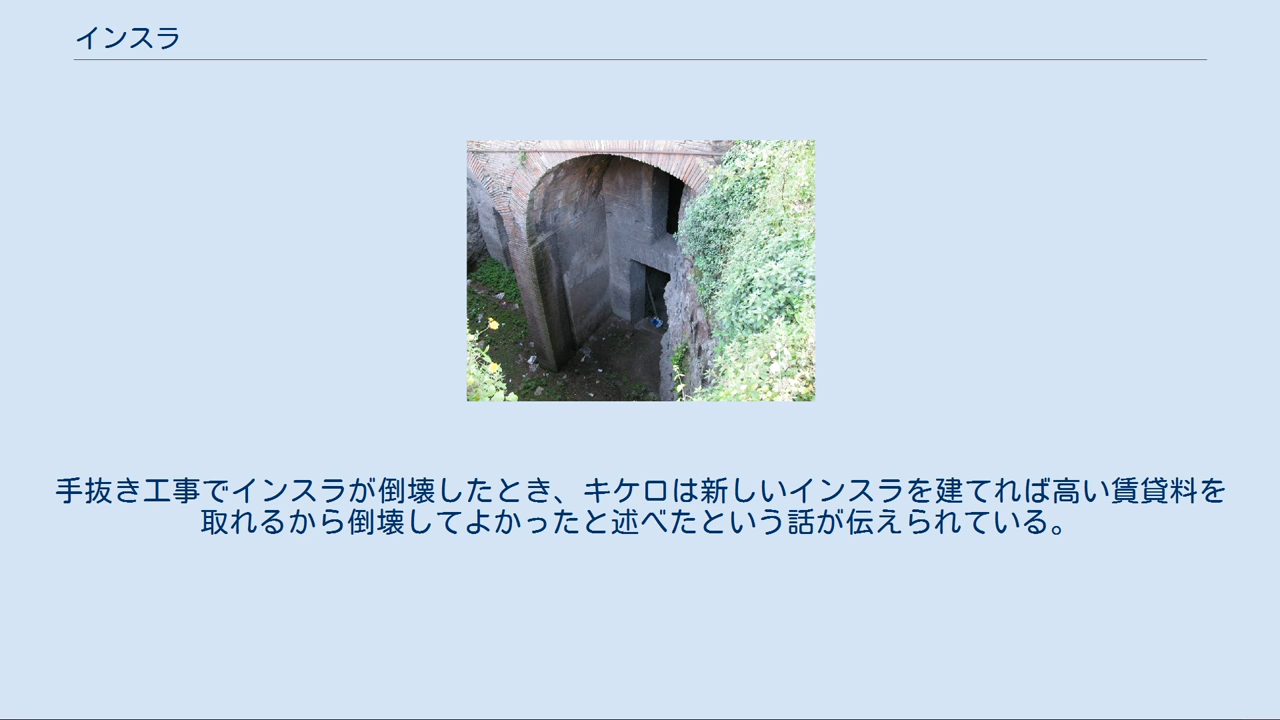 インスラ
手抜き工事でインスラが倒壊したとき、キケロは新しいインスラを建てれば高い賃貸料を
取れるから倒壊してよかったと述べたという話が伝えられている。